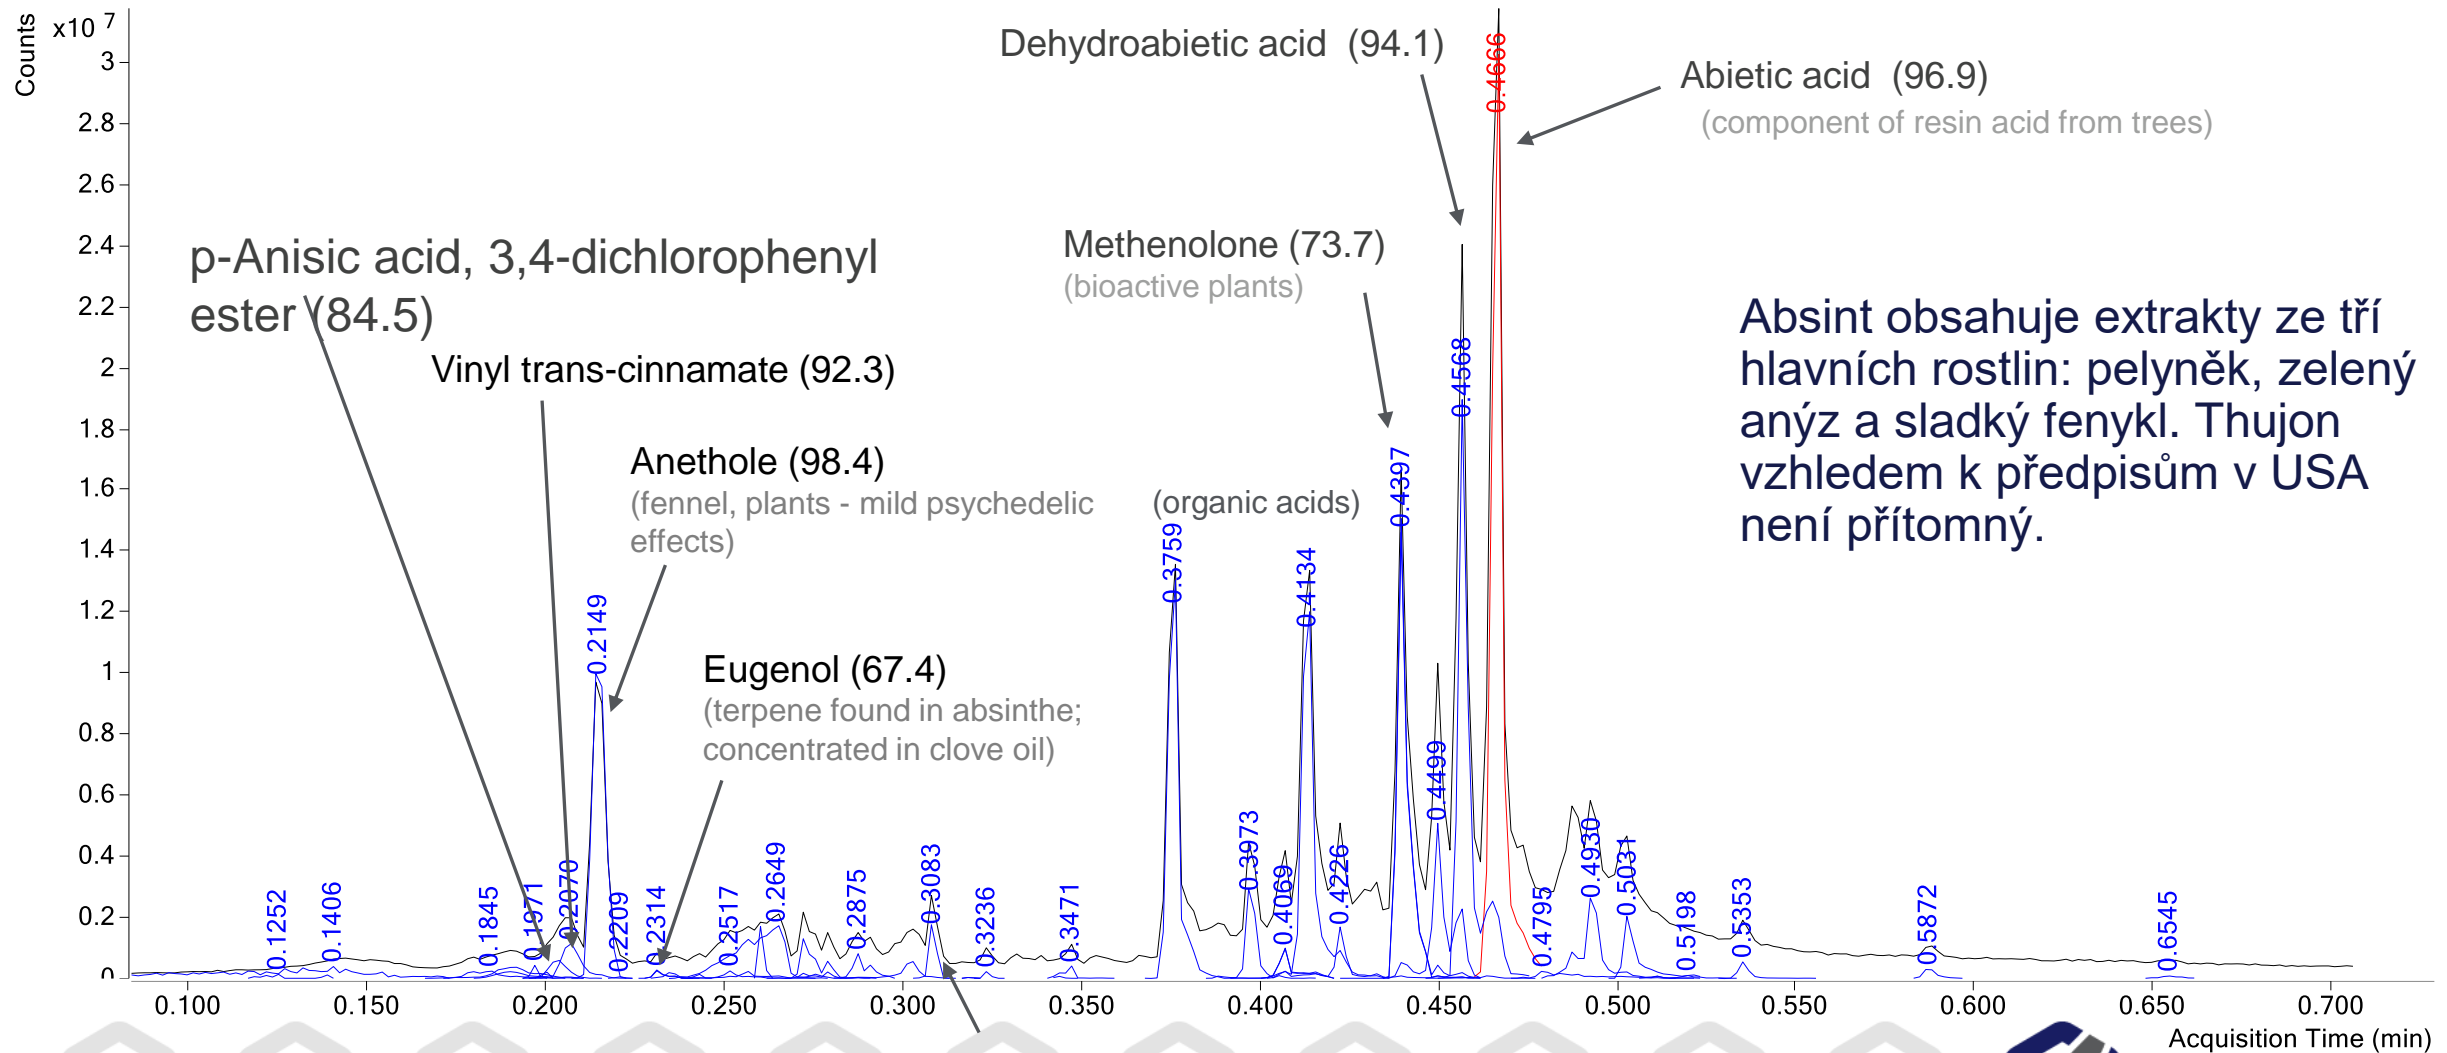 Counts
x10 7
3
2.8
2.6
2.4
2.2
2
1.8
1.6
1.4
1.2
1
0.8
0.6
0.4
0.2
0
Dehydroabietic acid (94.1)
Abietic acid (96.9)
(component of resin acid from trees)
Methenolone (73.7)
(bioactive plants)
p-Anisic acid, 3,4-dichlorophenyl
ester (84.5)
Vinyl trans-cinnamate (92.3)
Anethole (98.4)
(fennel, plants - mild psychedelic
effects)
(organic acids)
Eugenol (67.4)
(terpene found in absinthe;
concentrated in clove oil)
Absint obsahuje extrakty ze tří
hlavních rostlin: pelyněk, zelený
anýz a sladký fenykl. Thujon
vzhledem k předpisům v USA
není přítomný.
0.1252
0.1406
0.1845
0.1971
0.2070
0.2149
0.2209
0.2314
0.2517
0.2649
0.2875
0.3083
0.3236
0.3471
0.3759
0.3973
0.4069
0.4134
0.4226
0.4397
0.4499
0.4568
0.4666
0.4795
0.4930
0.5031
0.5198
0.5353
0.5872
0.6545
0.100 0.150 0.200 0.250 0.300 0.350 0.400 0.450 0.500 0.550 0.600 0.650 0.700
Acquisition Time (min)